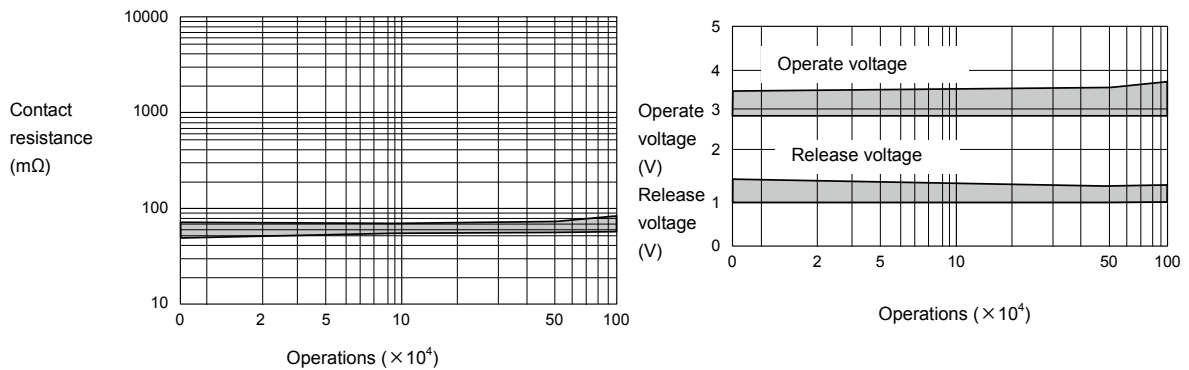 10000
1000
100
10
Contact
resistance
(mΩ)
0 2 5 10 50 100
Operations (×10⁴)
5
4
3
2
1
0
Operate
voltage
(V)
Release
voltage
(V)
Operate voltage
Release voltage
0 2 5 10 50 100
Operations (×10⁴)